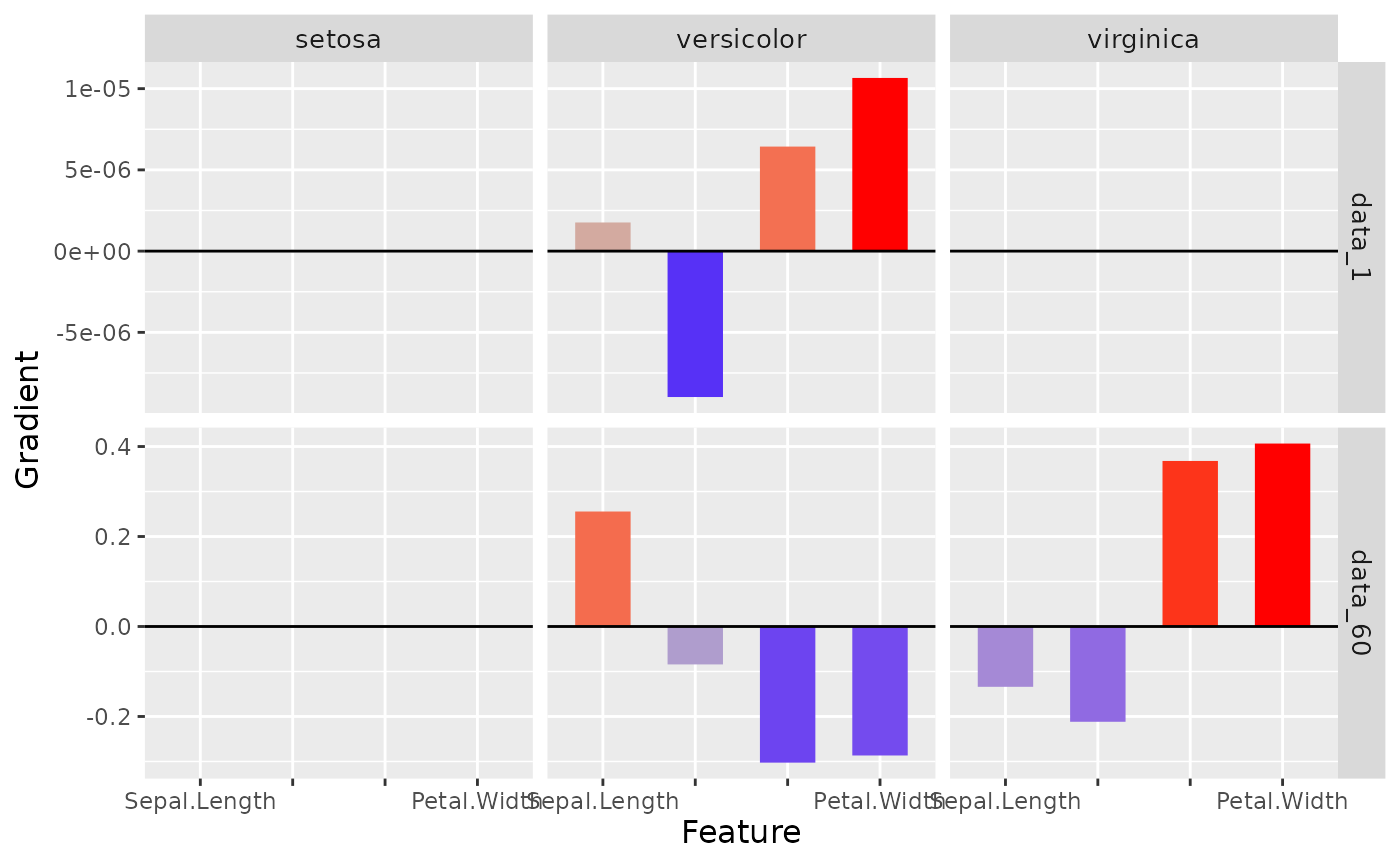 setosa
versicolor
virginica
1e-05
5e-06
0e+00
-5e-06
data_1
Gradient
0.4
0.2
0.0
-0.2
data_60
Sepal.Length
Petal.Width
Sepal.Length
Petal.Width
Sepal.Length
Petal.Width
Feature